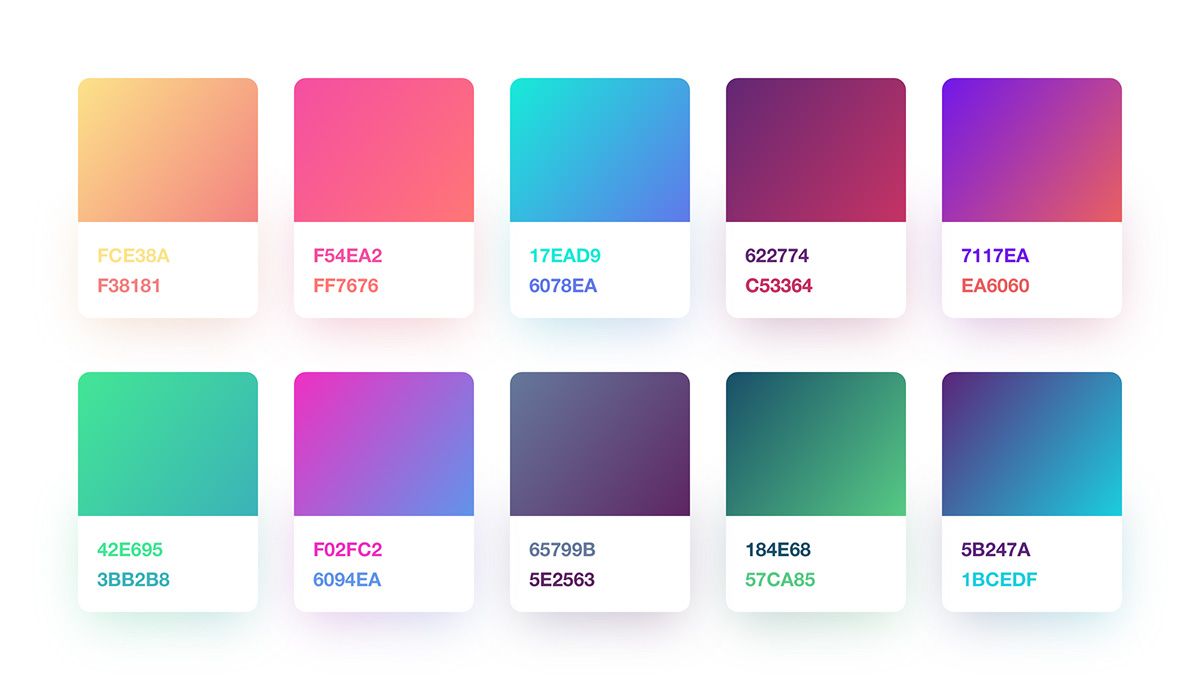 FCE38A
F38181
F54EA2
FF7676
17EAD9
6078EA
622774
C53364
7117EA
EA6060
42E695
3BB2B8
F02FC2
6094EA
65799B
5E2563
184E68
57CA85
5B247A
1BCEDF